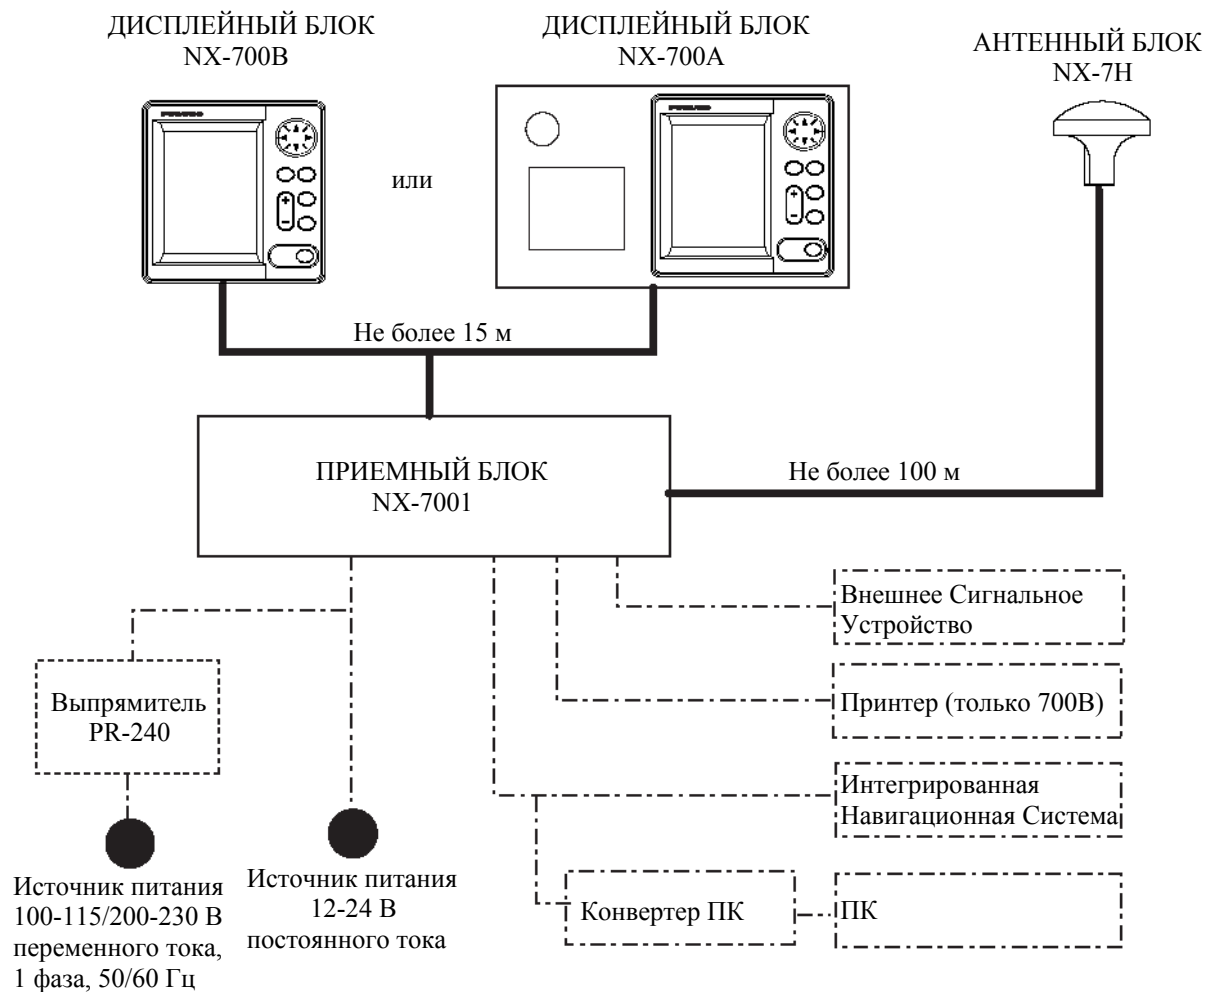 ДИСПЛЕЙНЫЙ БЛОК
NX-700B
ДИСПЛЕЙНЫЙ БЛОК
NX-700A
АНТЕННЫЙ БЛОК
NX-7H
или
+
-
+
-
Не более 15 м
ПРИЕМНЫЙ БЛОК
NX-7001
Не более 100 м
Внешнее Сигнальное
Устройство
Выпрямитель
PR-240
Принтер (только 700В)
Интегрированная
Навигационная Система
Источник питания
100-115/200-230 В
переменного тока,
1 фаза, 50/60 Гц
Источник питания
12-24 В
постоянного тока
Конвертер ПК
ПК